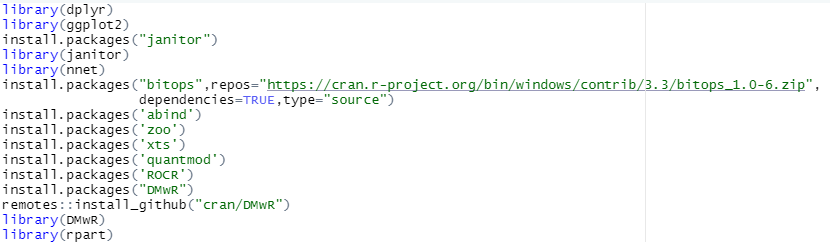 library(dplyr)
library(ggplot2)
install.packages("janitor")
library(janitor)
library(nnet)
install.packages("bitops",repos="https://cran.r-project.org/bin/windows/contrib/3.3/bitops_1.0-6.zip",
dependencies=TRUE,type="source")
install.packages('abind')
install.packages('zoo')
install.packages('xts')
install.packages('quantmod')
install.packages('ROCR')
install.packages("DMwR")
remotes::install_github("cran/DMwR")
library(DMwR)
library(rpart)